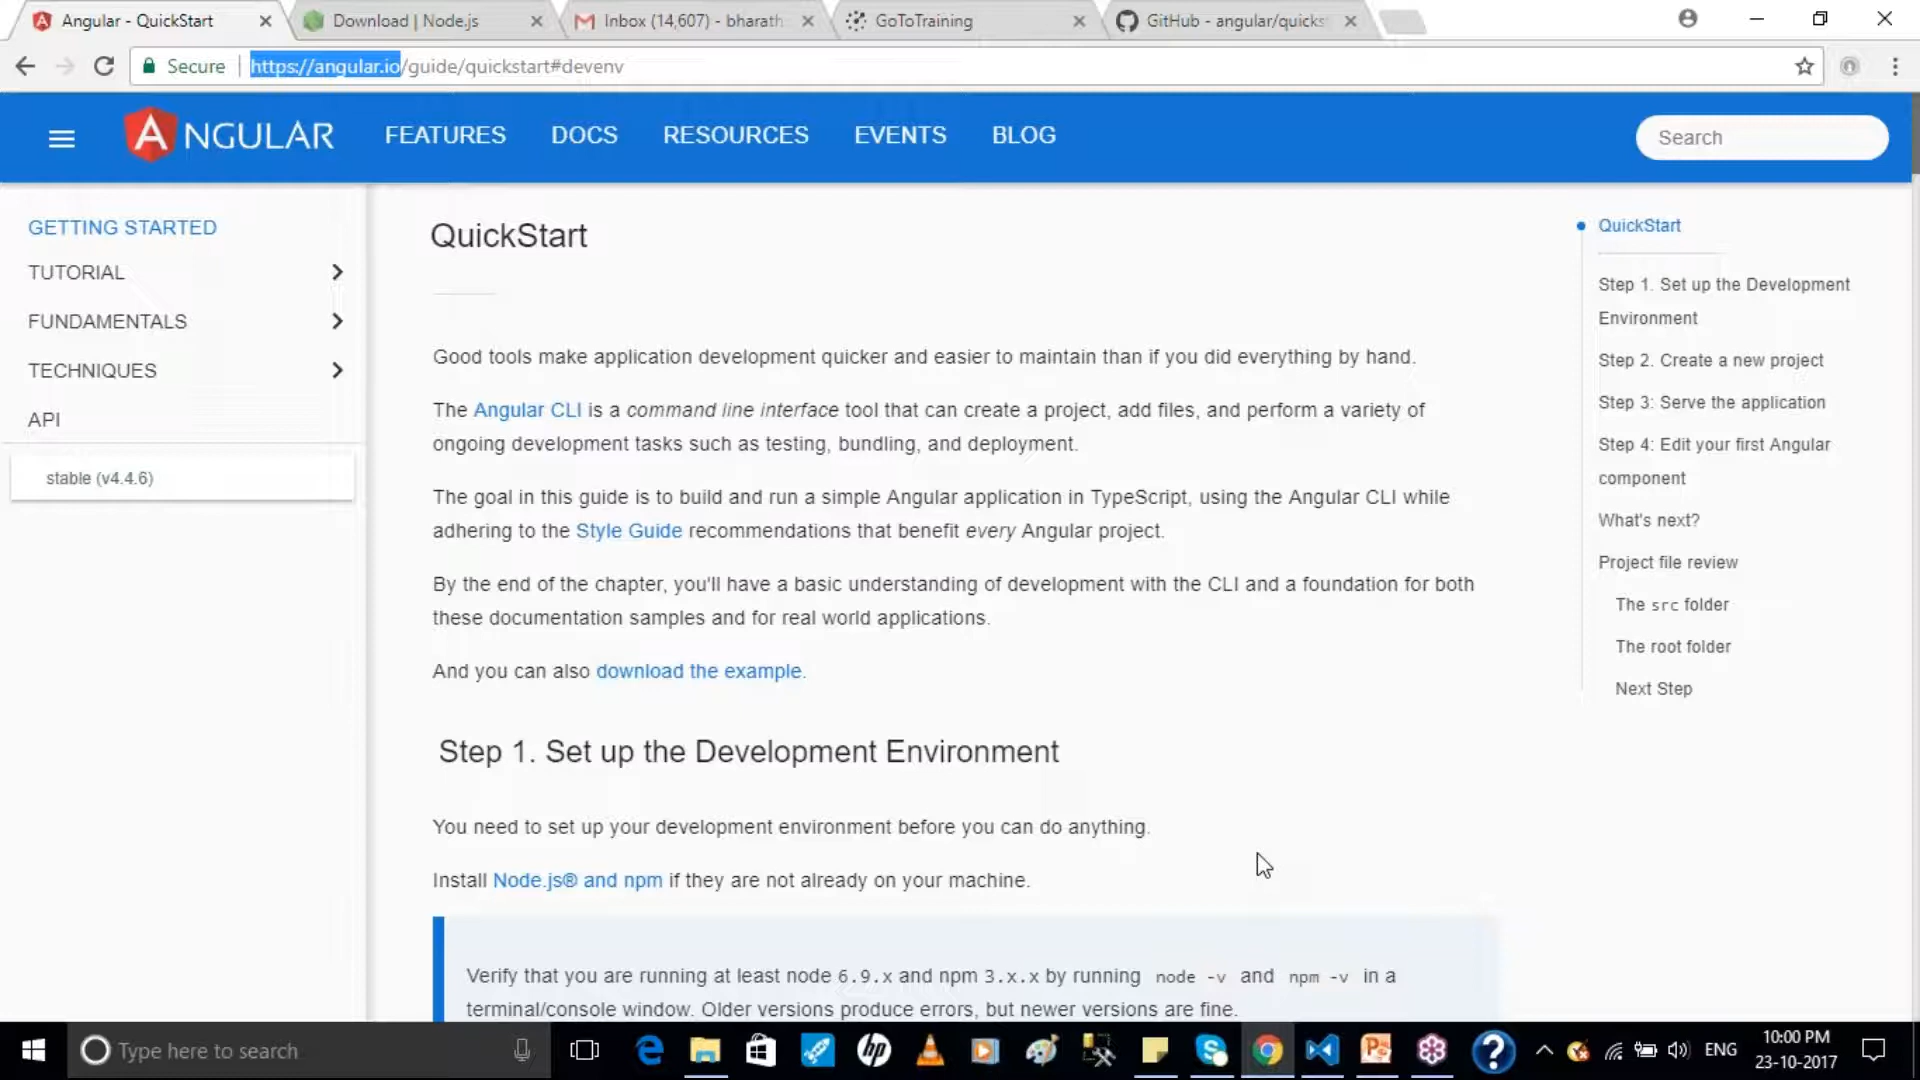 Angular - QuickStart
Download | Node.js
Inbox (14,607) - bharath
GoToTraining
GitHub - angular/quicks
Secure
https://angular.io/guide/quickstart#devenv
ANGULAR
FEATURES
DOCS
RESOURCES
EVENTS
BLOG
Search
GETTING STARTED
TUTORIAL
FUNDAMENTALS
TECHNIQUES
API
stable (v4.4.6)
QuickStart
Good tools make application development quicker and easier to maintain than if you did everything by hand.
The Angular CLI is a command line interface tool that can create a project, add files, and perform a variety of
ongoing development tasks such as testing, bundling, and deployment.
The goal in this guide is to build and run a simple Angular application in TypeScript, using the Angular CLI while
adhering to the Style Guide recommendations that benefit every Angular project.
By the end of the chapter, you'll have a basic understanding of development with the CLI and a foundation for both
these documentation samples and for real world applications.
And you can also download the example.
Step 1. Set up the Development Environment
You need to set up your development environment before you can do anything.
Install Node.js® and npm if they are not already on your machine.
Verify that you are running at least node 6.9.x and npm 3.x.x by running node -v and npm -v in a
terminal/console window. Older versions produce errors, but newer versions are fine.
QuickStart
Step 1. Set up the Development
Environment
Step 2. Create a new project
Step 3: Serve the application
Step 4: Edit your first Angular
component
What's next?
Project file review
The src folder
The root folder
Next Step
Type here to search
ENG
10:00 PM
23-10-2017